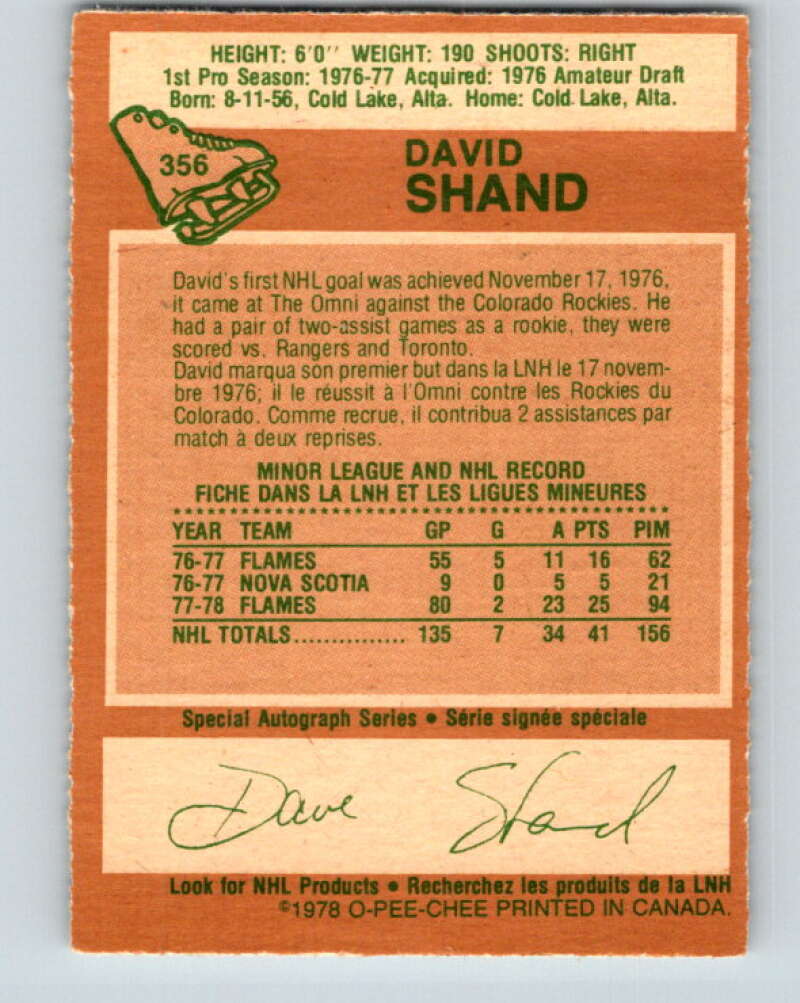 HEIGHT: 6'0'' WEIGHT: 190 SHOOTS: RIGHT
1st Pro Season: 1976-77 Acquired: 1976 Amateur Draft
Born: 8-11-56, Cold Lake, Alta. Home: Cold Lake, Alta.
356
DAVID
SHAND
David's first NHL goal was achieved November 17, 1976,
it came at The Omni against the Colorado Rockies. He
had a pair of two-assist games as a rookie, they were
scored vs. Rangers and Toronto.
David marqua son premier but dans la LNH le 17 novem-
bre 1976; il le réussit à l'Omni contre les Rockies du
Colorado. Comme recrue, il contribua 2 assistances par
match à deux reprises.
MINOR LEAGUE AND NHL RECORD
FICHE DANS LA LNH ET LES LIGUES MINEURES
YEAR TEAM GP G A PTS PIM
76-77 FLAMES 55 5 11 16 62
76-77 NOVA SCOTIA 9 0 5 5 21
77-78 FLAMES 80 2 23 25 94
NHL TOTALS............... 135 7 34 41 156
Special Autograph Series • Série signée spéciale
Dave Shand
Look for NHL Products • Recherchez les produits de la LNH
©1978 O-PEE-CHEE PRINTED IN CANADA.